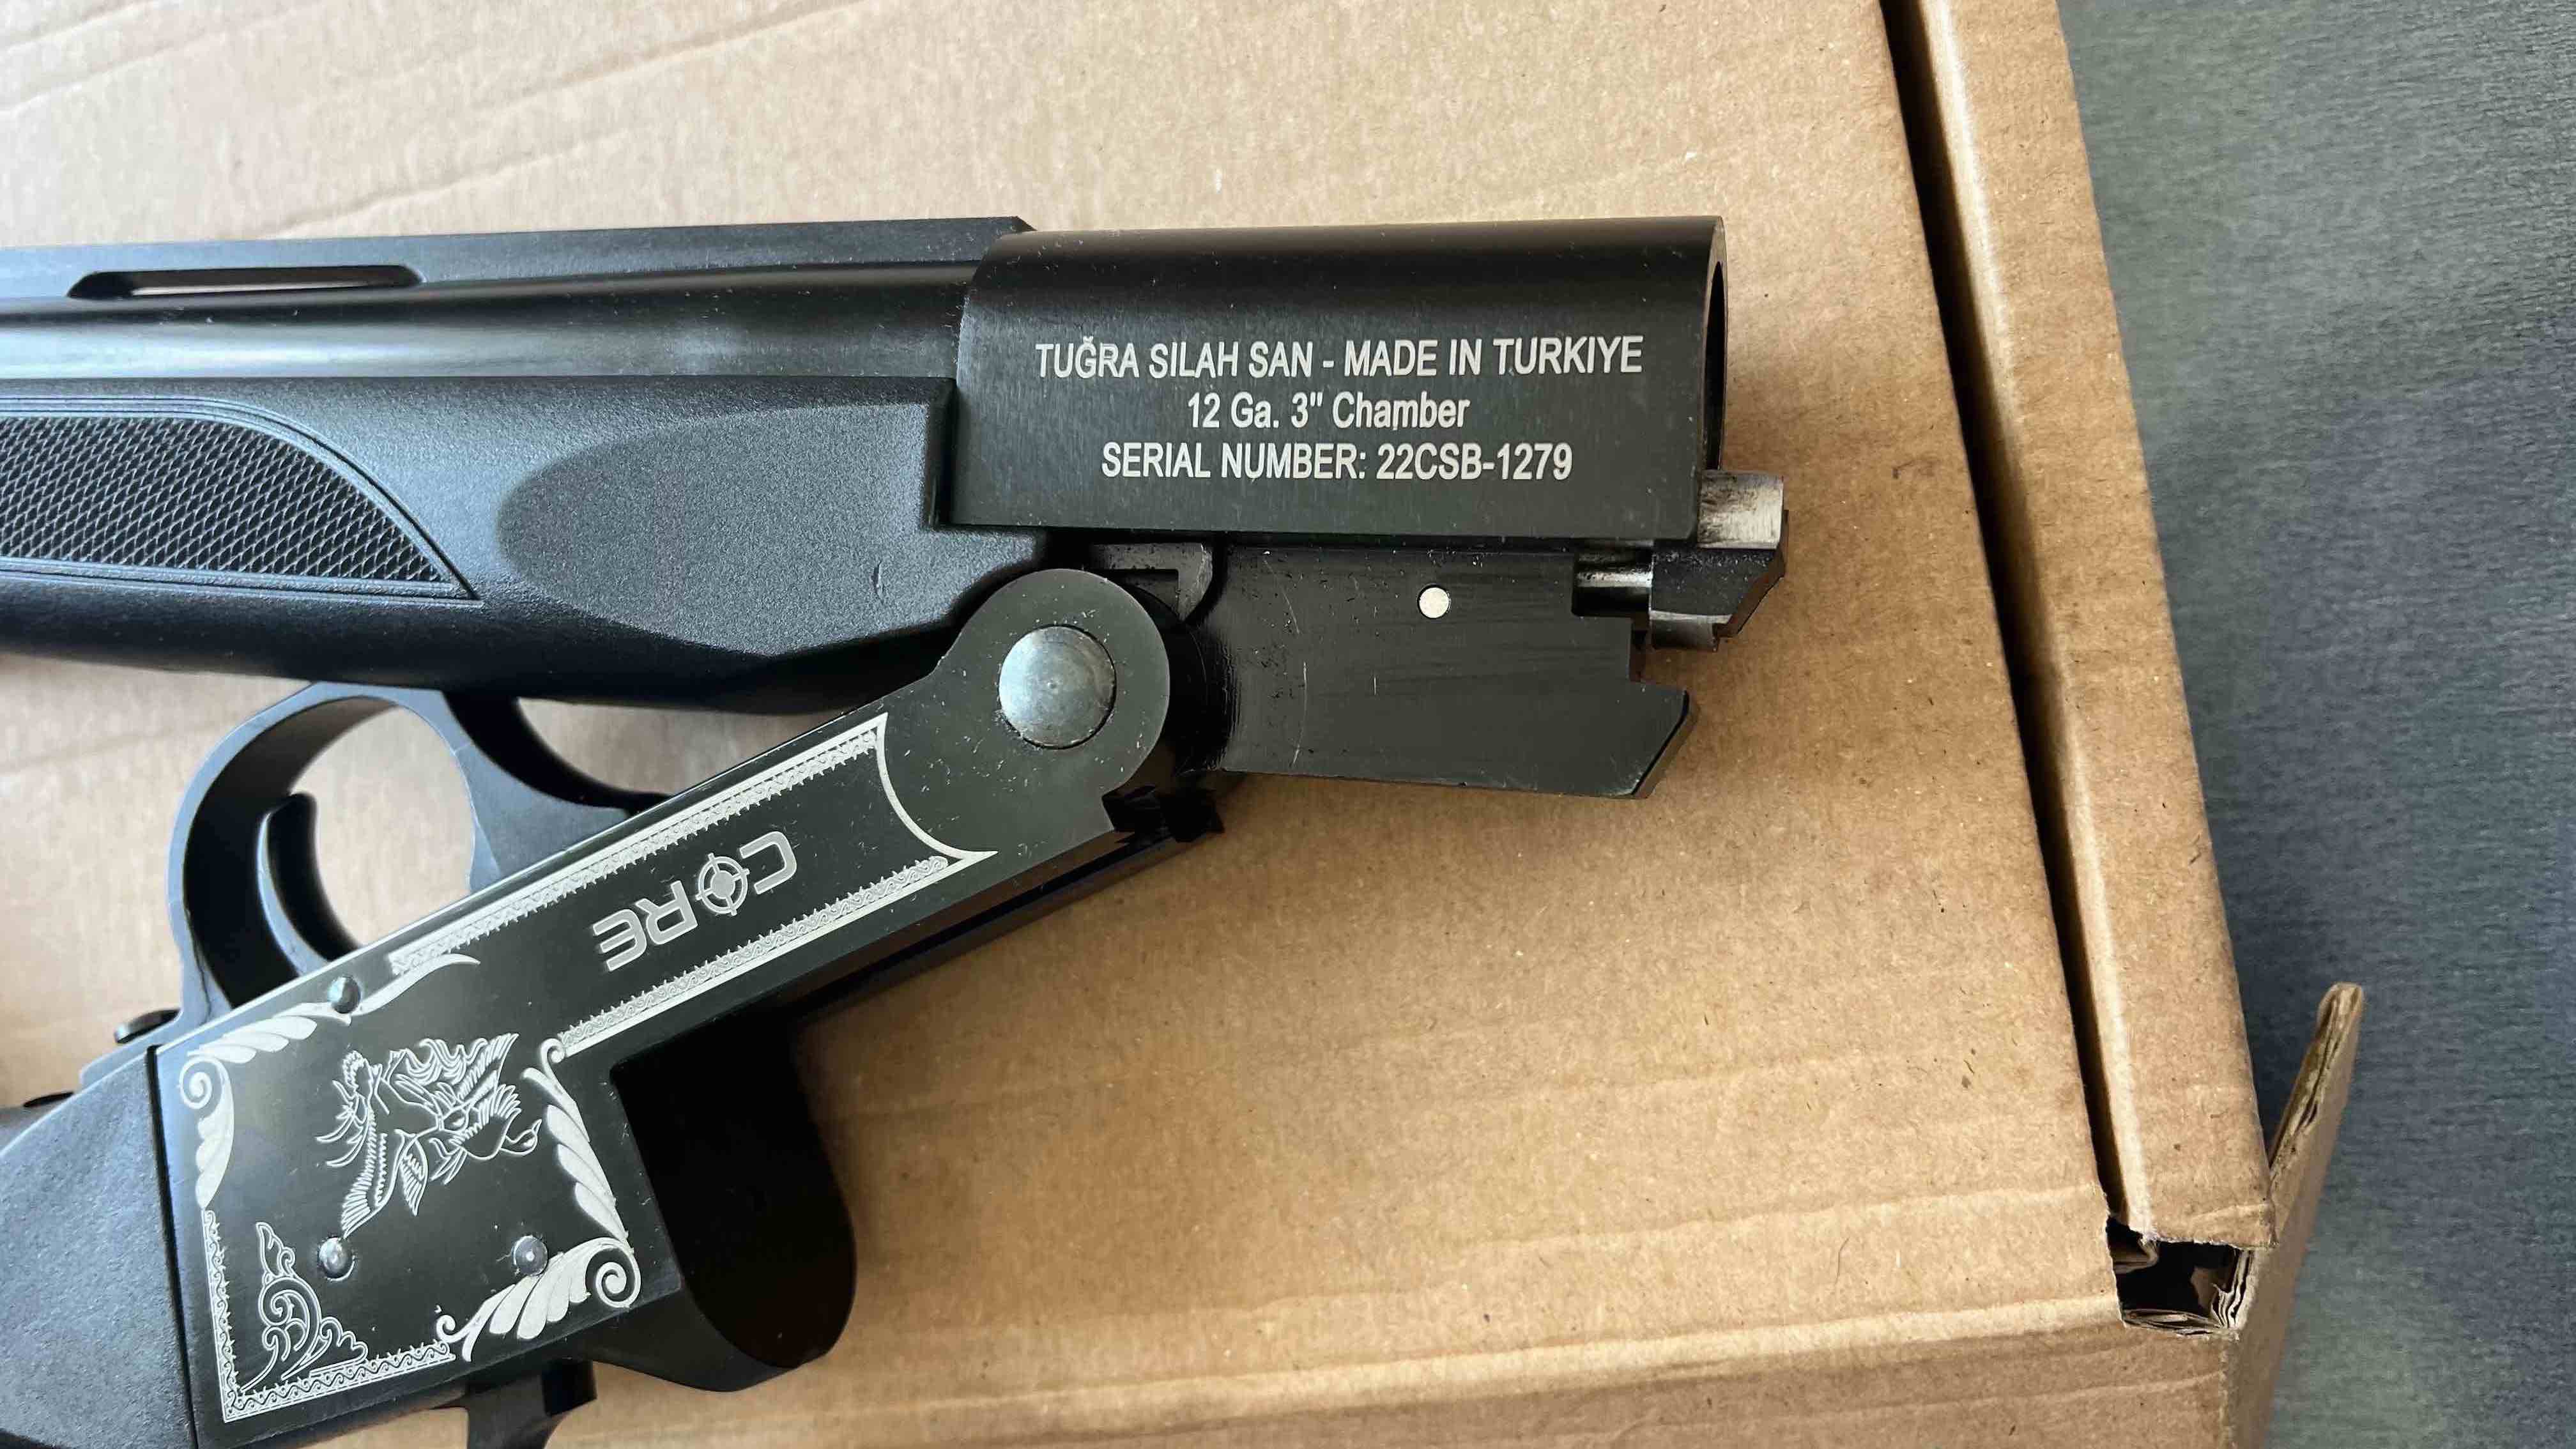 TUĞRA SILAH SAN - MADE IN TURKIYE
12 Ga. 3" Chamber
SERIAL NUMBER: 22CSB-1279
CORE